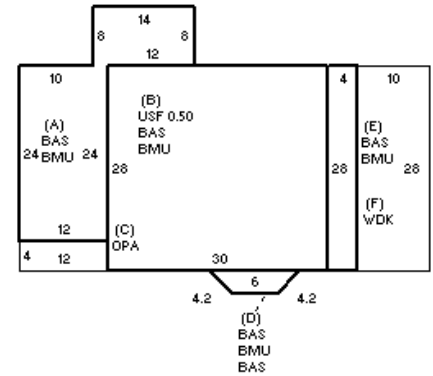 14
8 8
12
10 4 10
(A)
BAS
24 BMU 24
(B)
USF 0.50
BAS
BMU
28
(E)
BAS
BMU
28 28
(F)
WDK
12
(C)
OPA
4 12
30
6
4.2 4.2
(D)
BAS
BMU
BAS